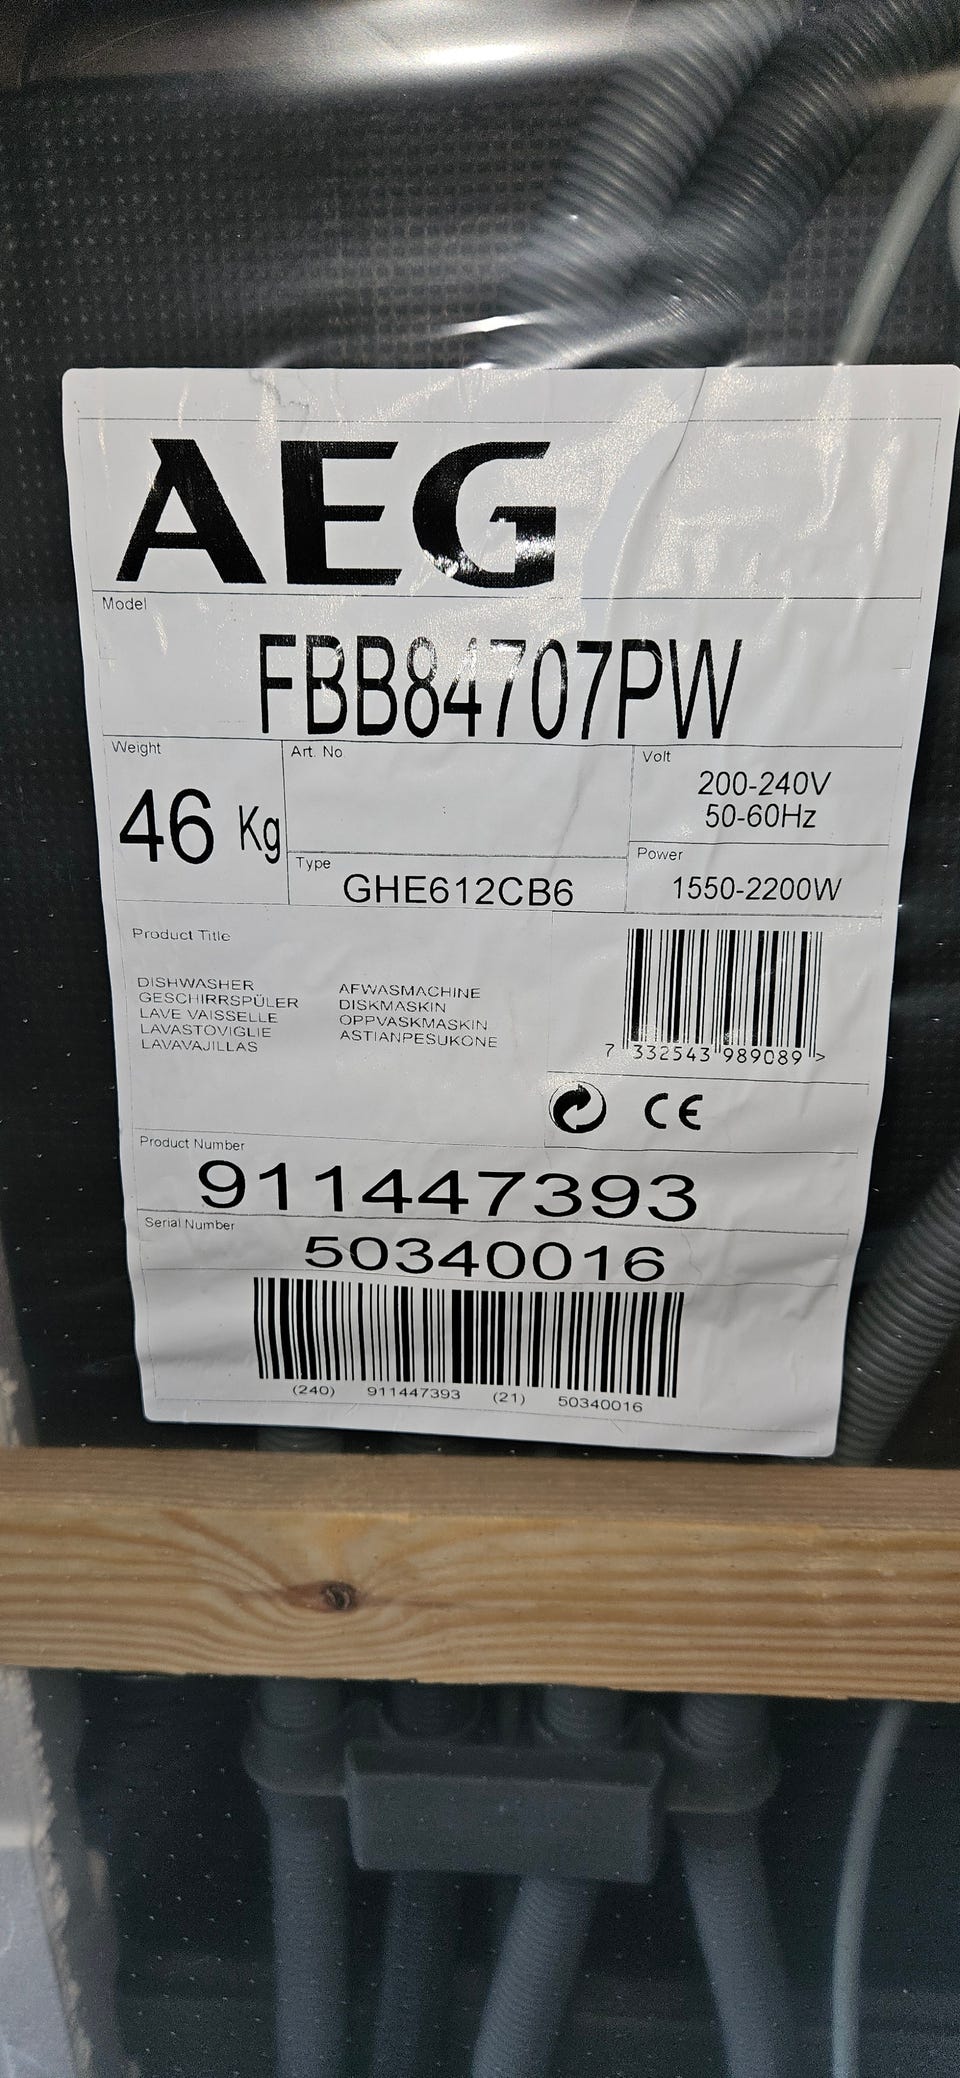 AEG
Model
FBB84707PW
Weight
46 Kg
Art. No
Type
GHE612CB6
Volt
200-240V
50-60Hz
Power
1550-2200W
Product Title
DISHWASHER
GESCHIRRSPÜLER
LAVE VAISSELLE
LAVASTOVIGLIE
LAVAVAJILLAS
AFWASMACHINE
DISKMASKIN
OPPVASKMASKIN
ASTIANPESUKONE
7 332543 989089 >
CE
Product Number
911447393
Serial Number
50340016
(240) 911447393 (21) 50340016